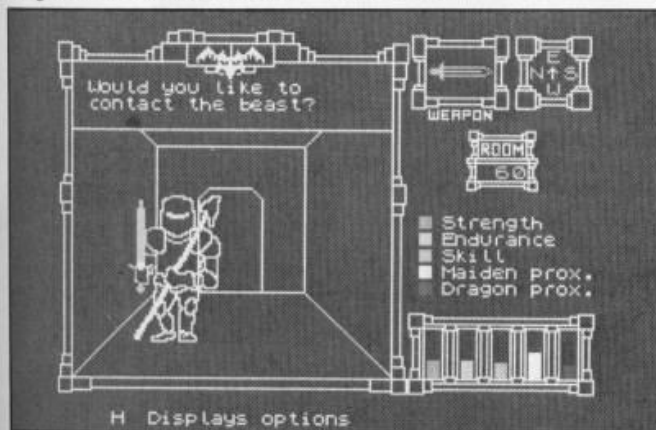 Would you like to
contact the beast?
WEAPON
E
N S
W
ROOM
60
Strength
Endurance
Skill
Maiden prox.
Dragon prox.
H Displays options